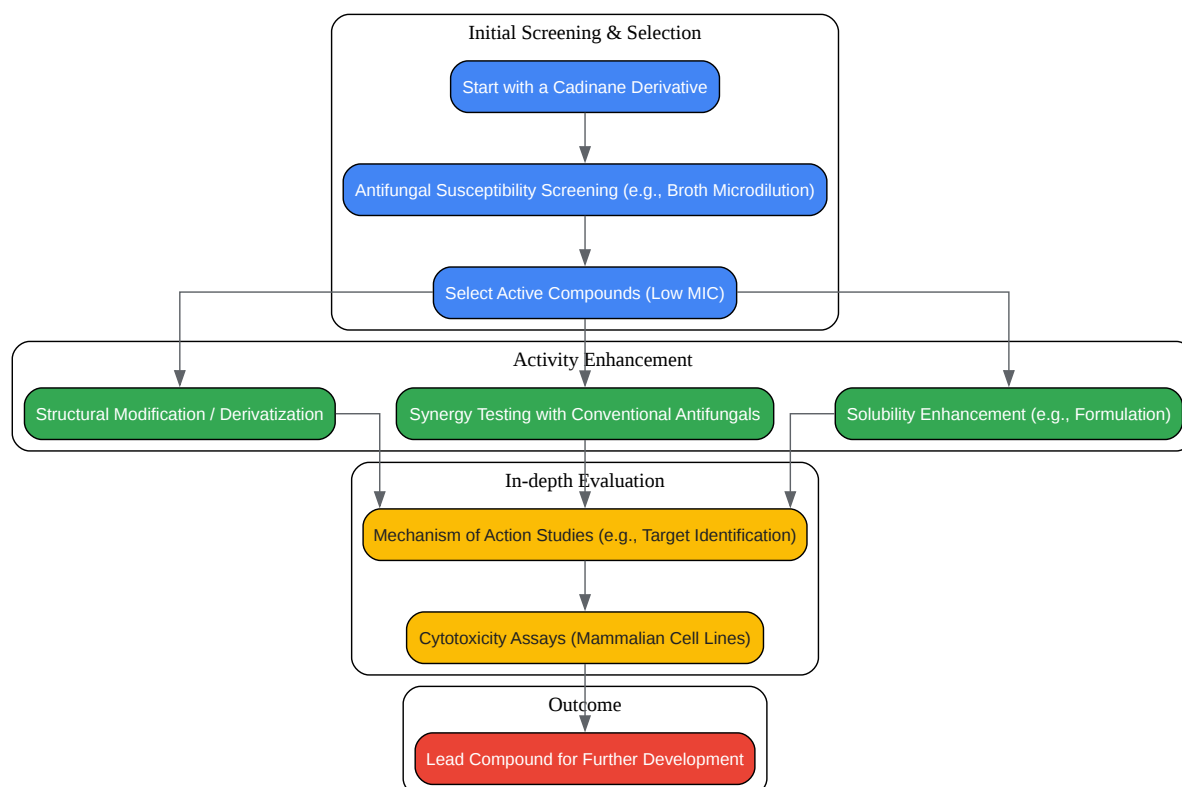 Initial Screening & Selection
Start with a Cadinane Derivative
Antifungal Susceptibility Screening (e.g., Broth Microdilution)
Select Active Compounds (Low MIC)
Activity Enhancement
Structural Modification / Derivatization
Synergy Testing with Conventional Antifungals
Solubility Enhancement (e.g., Formulation)
In-depth Evaluation
Mechanism of Action Studies (e.g., Target Identification)
Cytotoxicity Assays (Mammalian Cell Lines)
Outcome
Lead Compound for Further Development